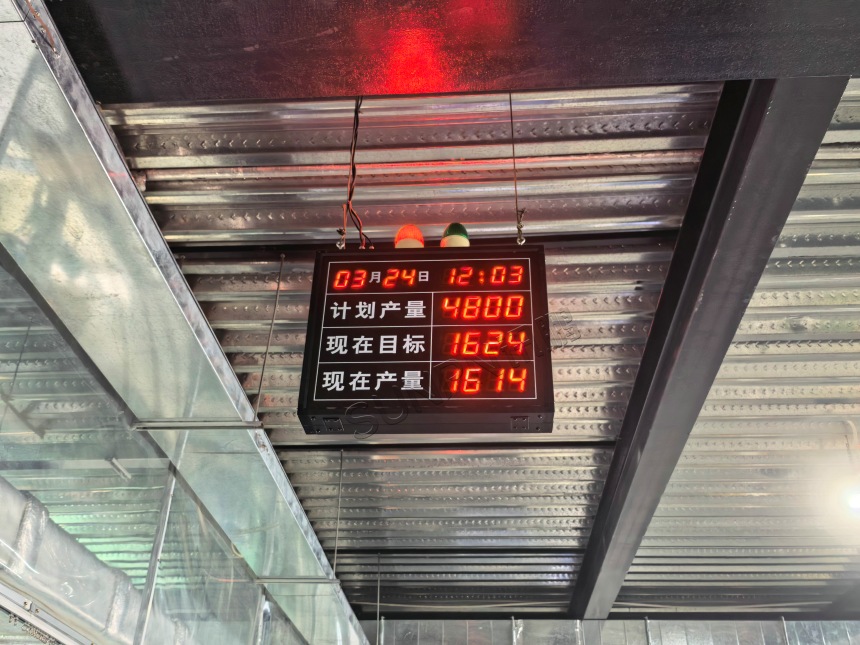 03月24日 12:03
计划产量 4800
现在目标 1624
现在产量 1614